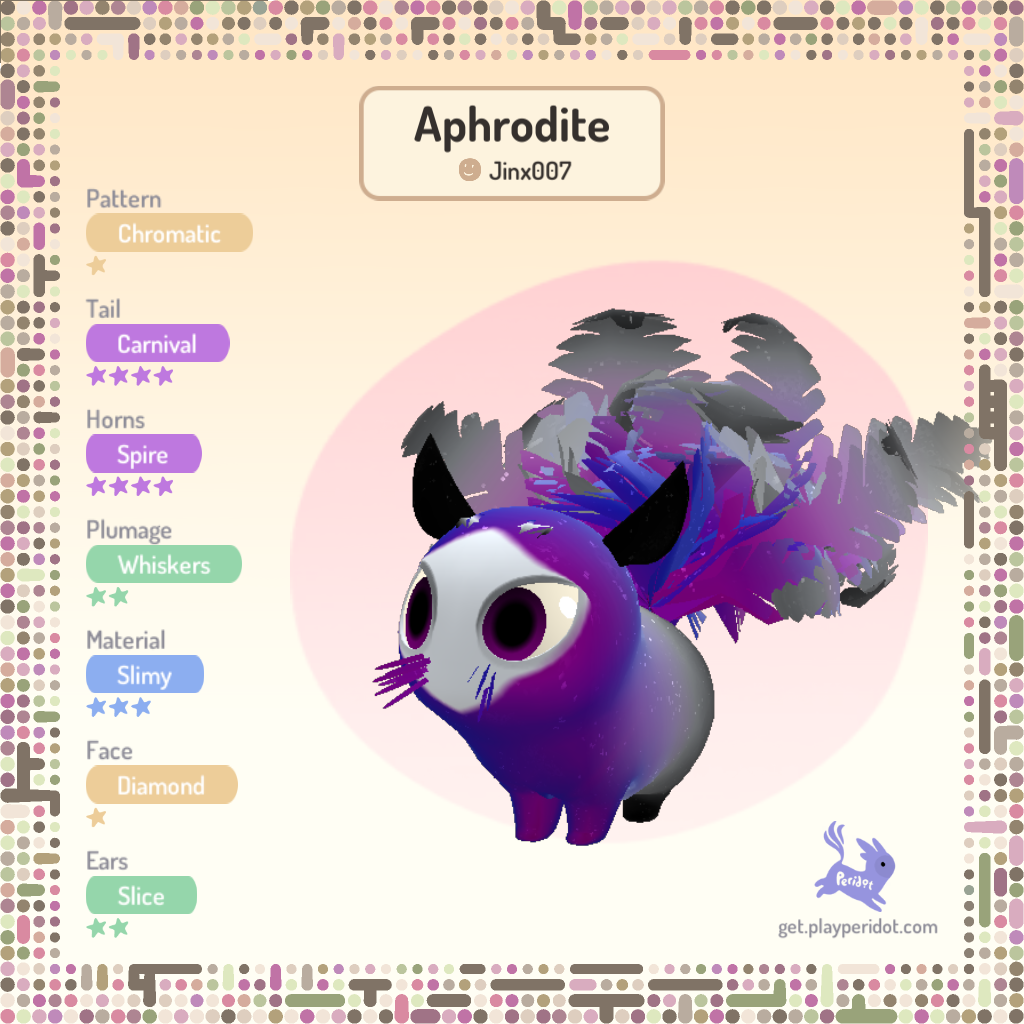 Aphrodite
Jinx007
Pattern
Chromatic
Tail
Carnival
Horns
Spire
Plumage
Whiskers
Material
Slimy
Face
Diamond
Ears
Slice
Peridot
get.playperidot.com